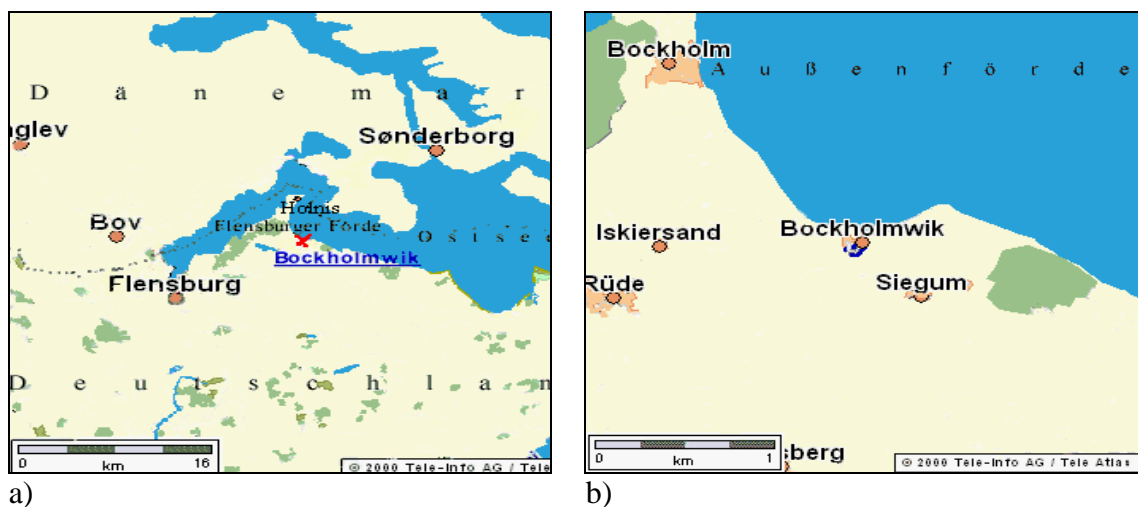 D ä n e m a r
nglev
Sønderborg
Holnis
Bov
Flensburger Förde
O s t s e e
Bockholmwik
Flensburg
D e u t s c h l a n
0 km 16
© 2000 Tele-Info AG / Tele
a)
Bockholm
A u ß e n f ö r d e
Iskiersand
Bockholmwik
Rüde
Siegum
sberg
0 km 1
© 2000 Tele-Info AG / Tele Atlas
b)